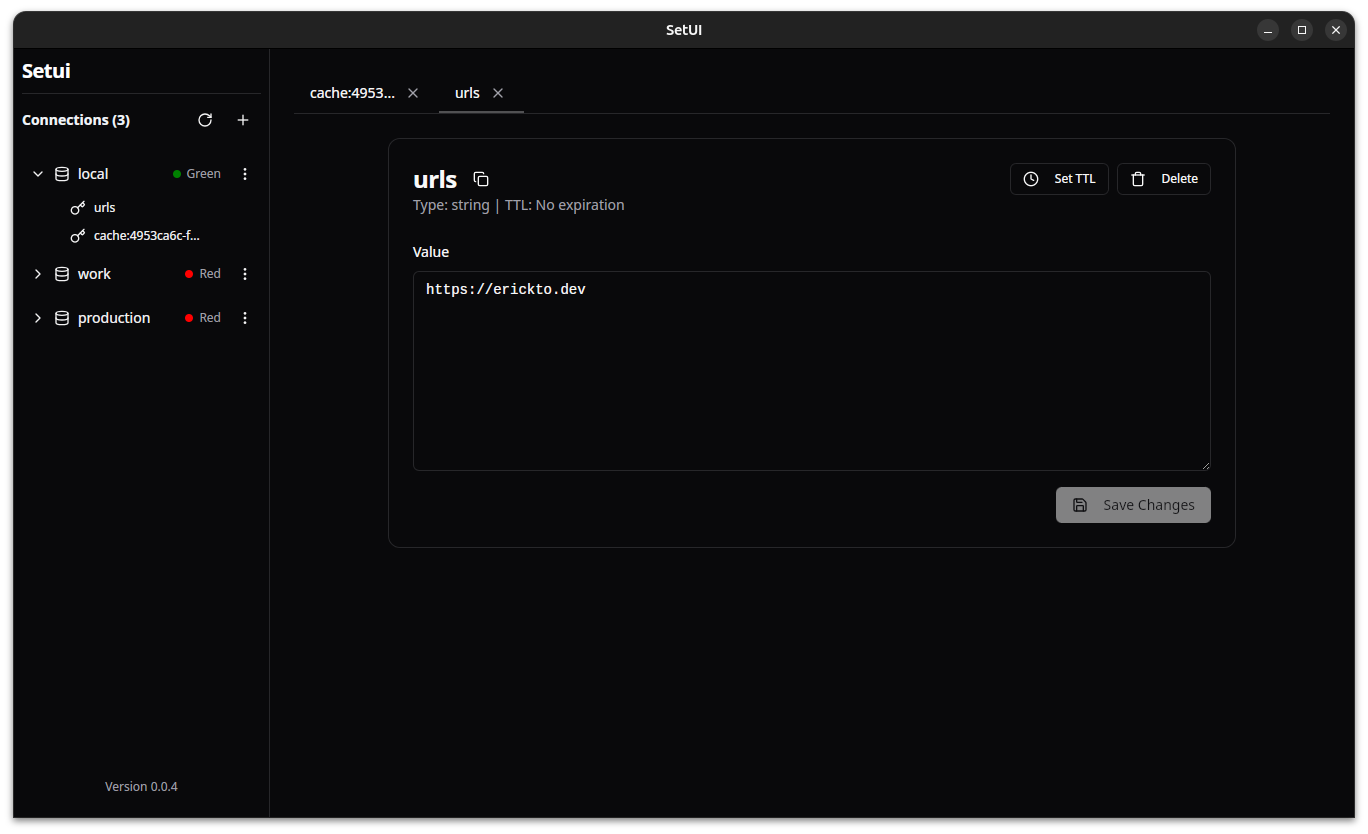 SetUI
Setui
Connections (3)
local Green
urls
cache:4953ca6c-f...
work Red
production Red
Version 0.0.4
cache:4953... urls
urls
Set TTL Delete
Type: string | TTL: No expiration
Value
https://erickto.dev
Save Changes